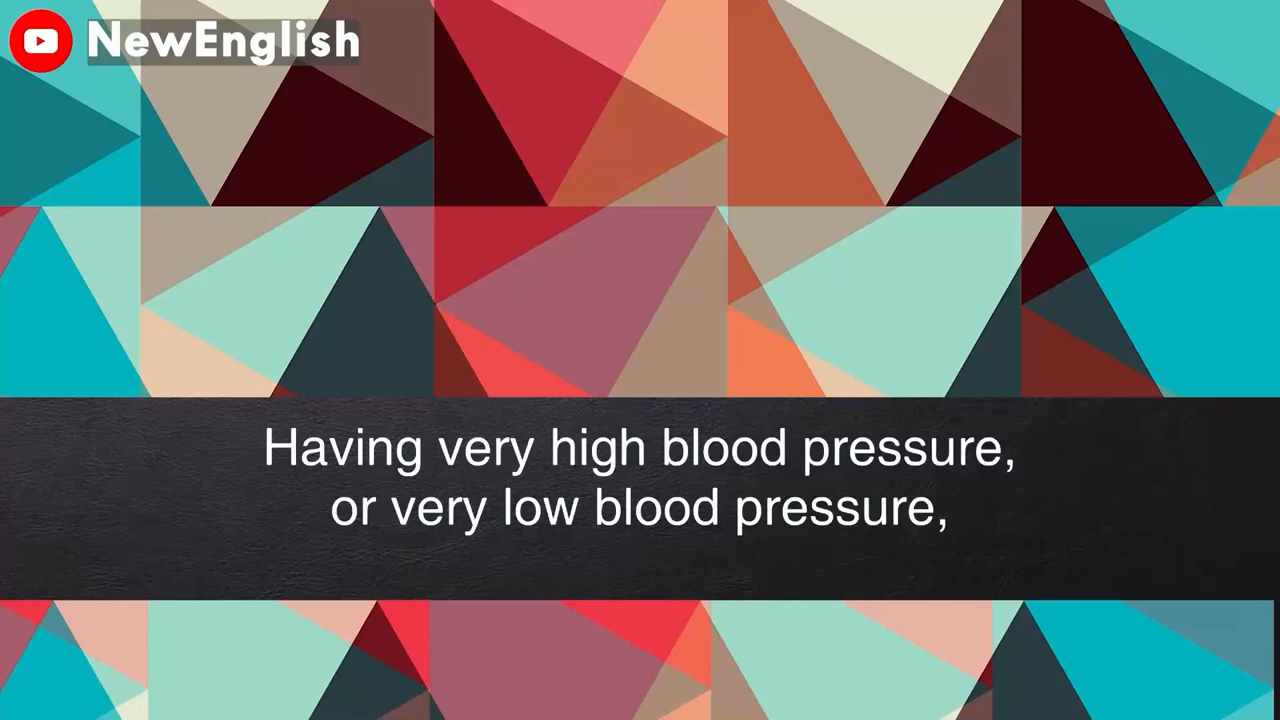 NewEnglish
Having very high blood pressure,
or very low blood pressure,